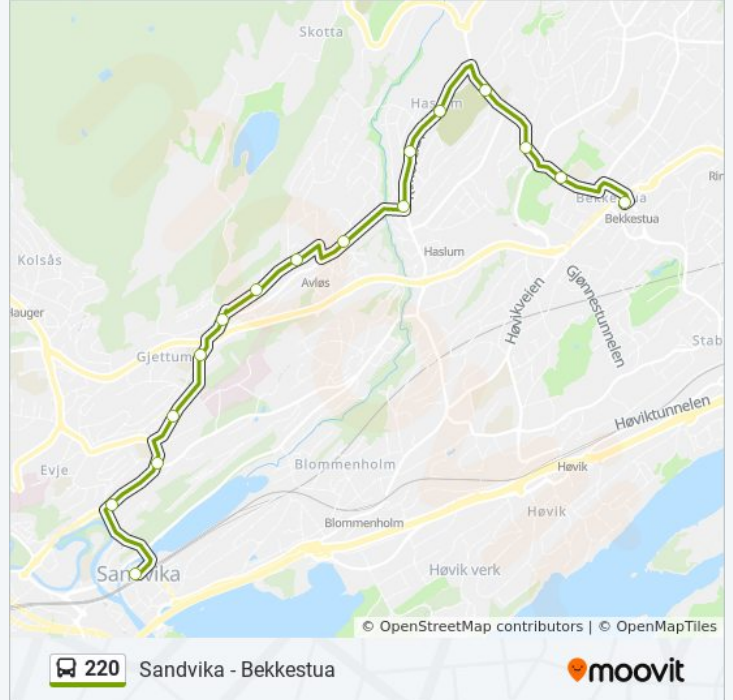 Skotta
Haslum
Bekkestua
Rin
Bekkestua
Kolsås
Haslum
Avløs
Høvikveien
Gjønnestunnelen
Hauger
Gjettum
Stab
Høviktunnelen
Evje
Blommenholm
Høvik
Høvik
Blommenholm
Sandvika
Høvik verk
© OpenStreetMap contributors | © OpenMapTiles
220 Sandvika - Bekkestua
moovit